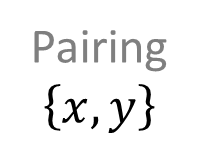 Pairing
{x, y}